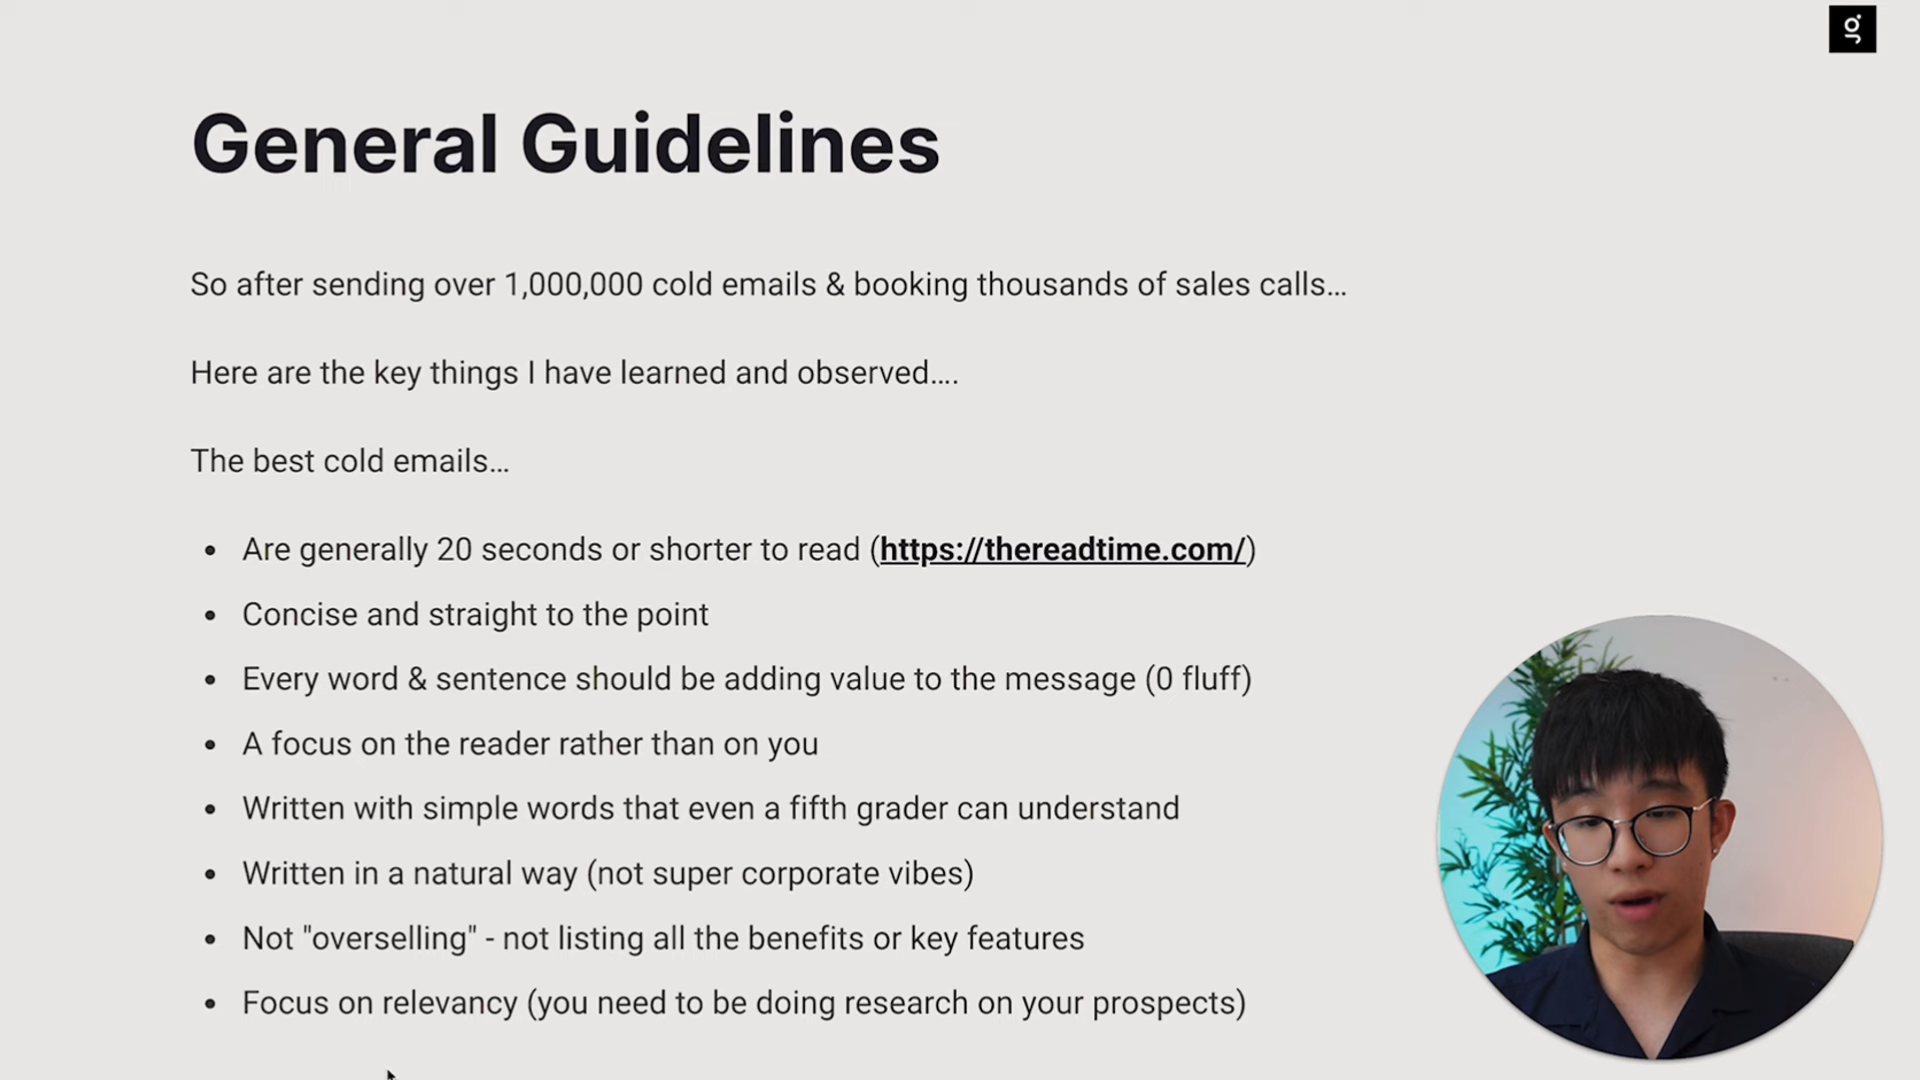 g
General Guidelines
So after sending over 1,000,000 cold emails & booking thousands of sales calls...
Here are the key things I have learned and observed....
The best cold emails...
• Are generally 20 seconds or shorter to read (https://thereadtime.com/)
• Concise and straight to the point
• Every word & sentence should be adding value to the message (0 fluff)
• A focus on the reader rather than on you
• Written with simple words that even a fifth grader can understand
• Written in a natural way (not super corporate vibes)
• Not "overselling" - not listing all the benefits or key features
• Focus on relevancy (you need to be doing research on your prospects)